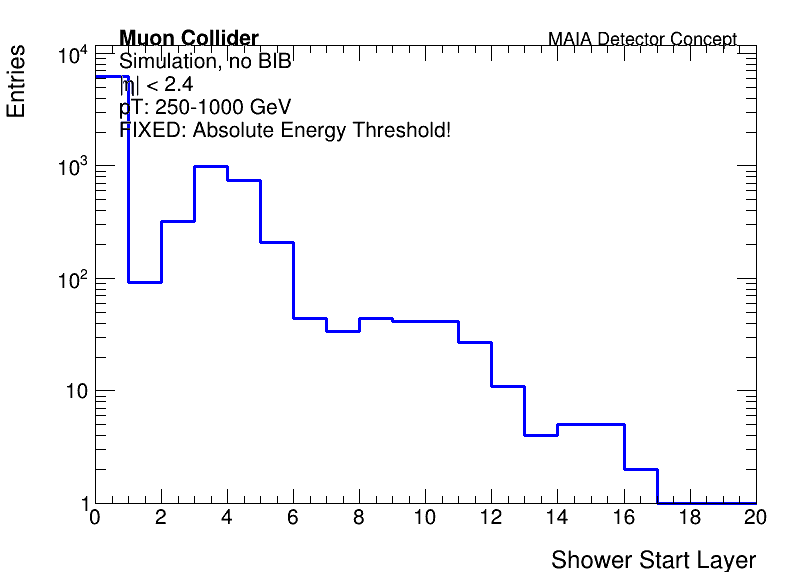 Muon Collider
MAIA Detector Concept
Simulation, no BIB
|η| < 2.4
pT: 250-1000 GeV
FIXED: Absolute Energy Threshold!
Entries
10⁴
10³
10²
10
1
0 2 4 6 8 10 12 14 16 18 20
Shower Start Layer